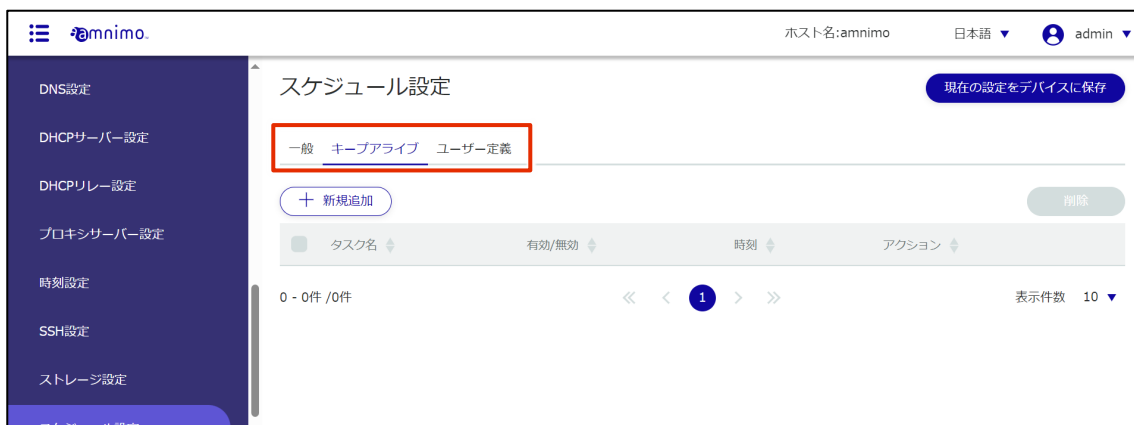 amnimo.
ホスト名:amnimo 日本語 ▼ admin ▼
DNS設定
DHCPサーバー設定
DHCPリレー設定
プロキシサーバー設定
時刻設定
SSH設定
ストレージ設定
スケジュール設定
現在の設定をデバイスに保存
一般 キープアライブ ユーザー定義
+ 新規追加
削除
タスク名 有効/無効 時刻 アクション
0 - 0件 /0件
≪ < 1 > ≫
表示件数 10 ▼